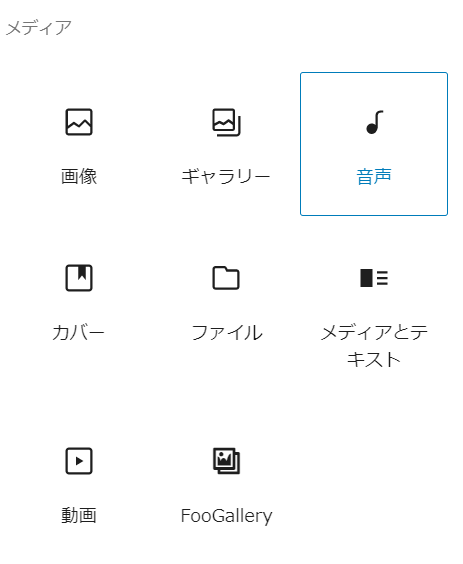 メディア
画像
ギャラリー
音声
カバー
ファイル
メディアとテ
キスト
動画
FooGallery